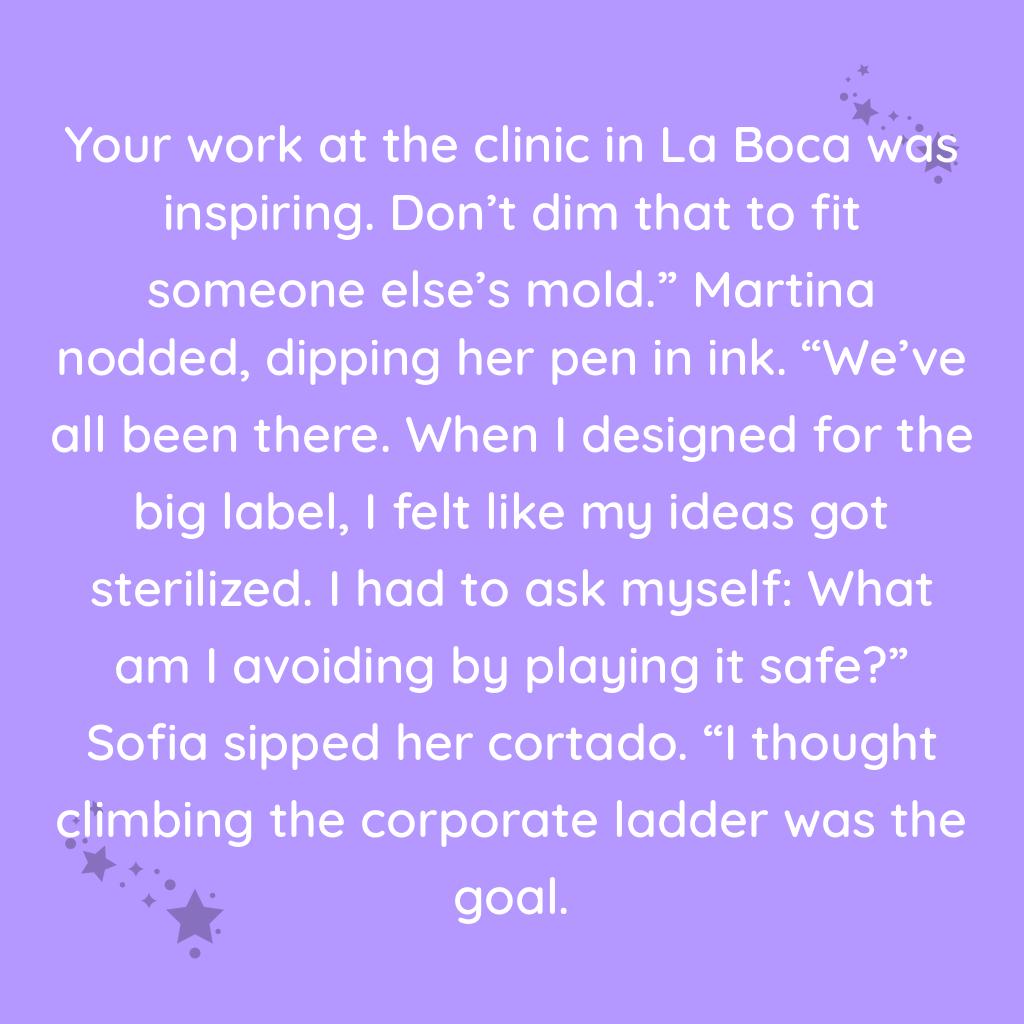 Your work at the clinic in La Boca was
inspiring. Don’t dim that to fit
someone else’s mold.” Martina
nodded, dipping her pen in ink. “We’ve
all been there. When I designed for the
big label, I felt like my ideas got
sterilized. I had to ask myself: What
am I avoiding by playing it safe?”
Sofia sipped her cortado. “I thought
climbing the corporate ladder was the
goal.